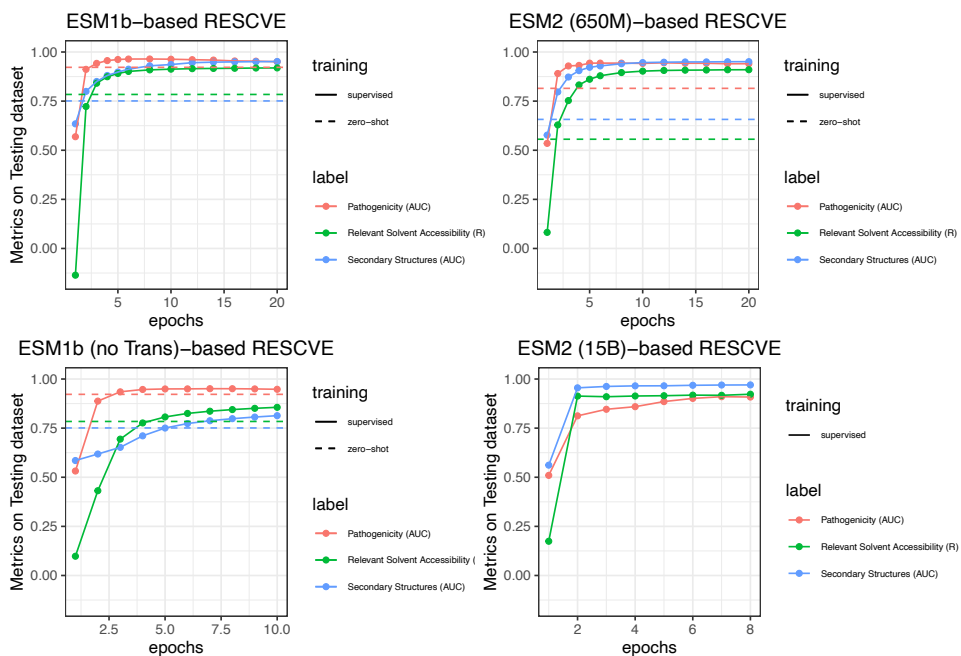 ESM1b−based RESCVE
Metrics on Testing dataset
1.00
0.75
0.50
0.25
0.00
5
10
15
20
epochs
training
supervised
zero−shot
label
Pathogenicity (AUC)
Relevant Solvent Accessibility (R)
Secondary Structures (AUC)
ESM2 (650M)−based RESCVE
1.00
0.75
0.50
0.25
0.00
5
10
15
20
epochs
training
supervised
zero−shot
label
Pathogenicity (AUC)
Relevant Solvent Accessibility (R)
Secondary Structures (AUC)
ESM1b (no Trans)−based RESCVE
Metrics on Testing dataset
1.00
0.75
0.50
0.25
0.00
2.5
5.0
7.5
10.0
epochs
training
supervised
zero−shot
label
Pathogenicity (AUC)
Relevant Solvent Accessibility (
Secondary Structures (AUC)
ESM2 (15B)−based RESCVE
Metrics on Testing dataset
1.00
0.75
0.50
0.25
0.00
2
4
6
8
epochs
training
supervised
label
Pathogenicity (AUC)
Relevant Solvent Accessibility (R)
Secondary Structures (AUC)